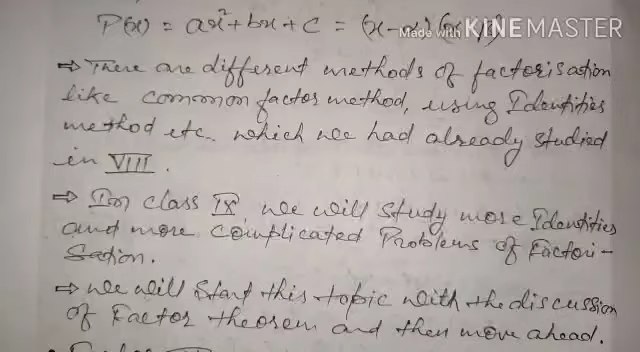 P(x) = ax²+bx+c = (x-α)(x-β)
Made with KINEMASTER
⇒ There are different methods of factorisation
like common factor method, using Identities
method etc. which we had already studied
in VIII.
⇒ In class IX we will study more Identities
and more complicated Problems of Factori-
sation.
⇒ we will start this topic with the discussion
of Factor theorem and then move ahead.